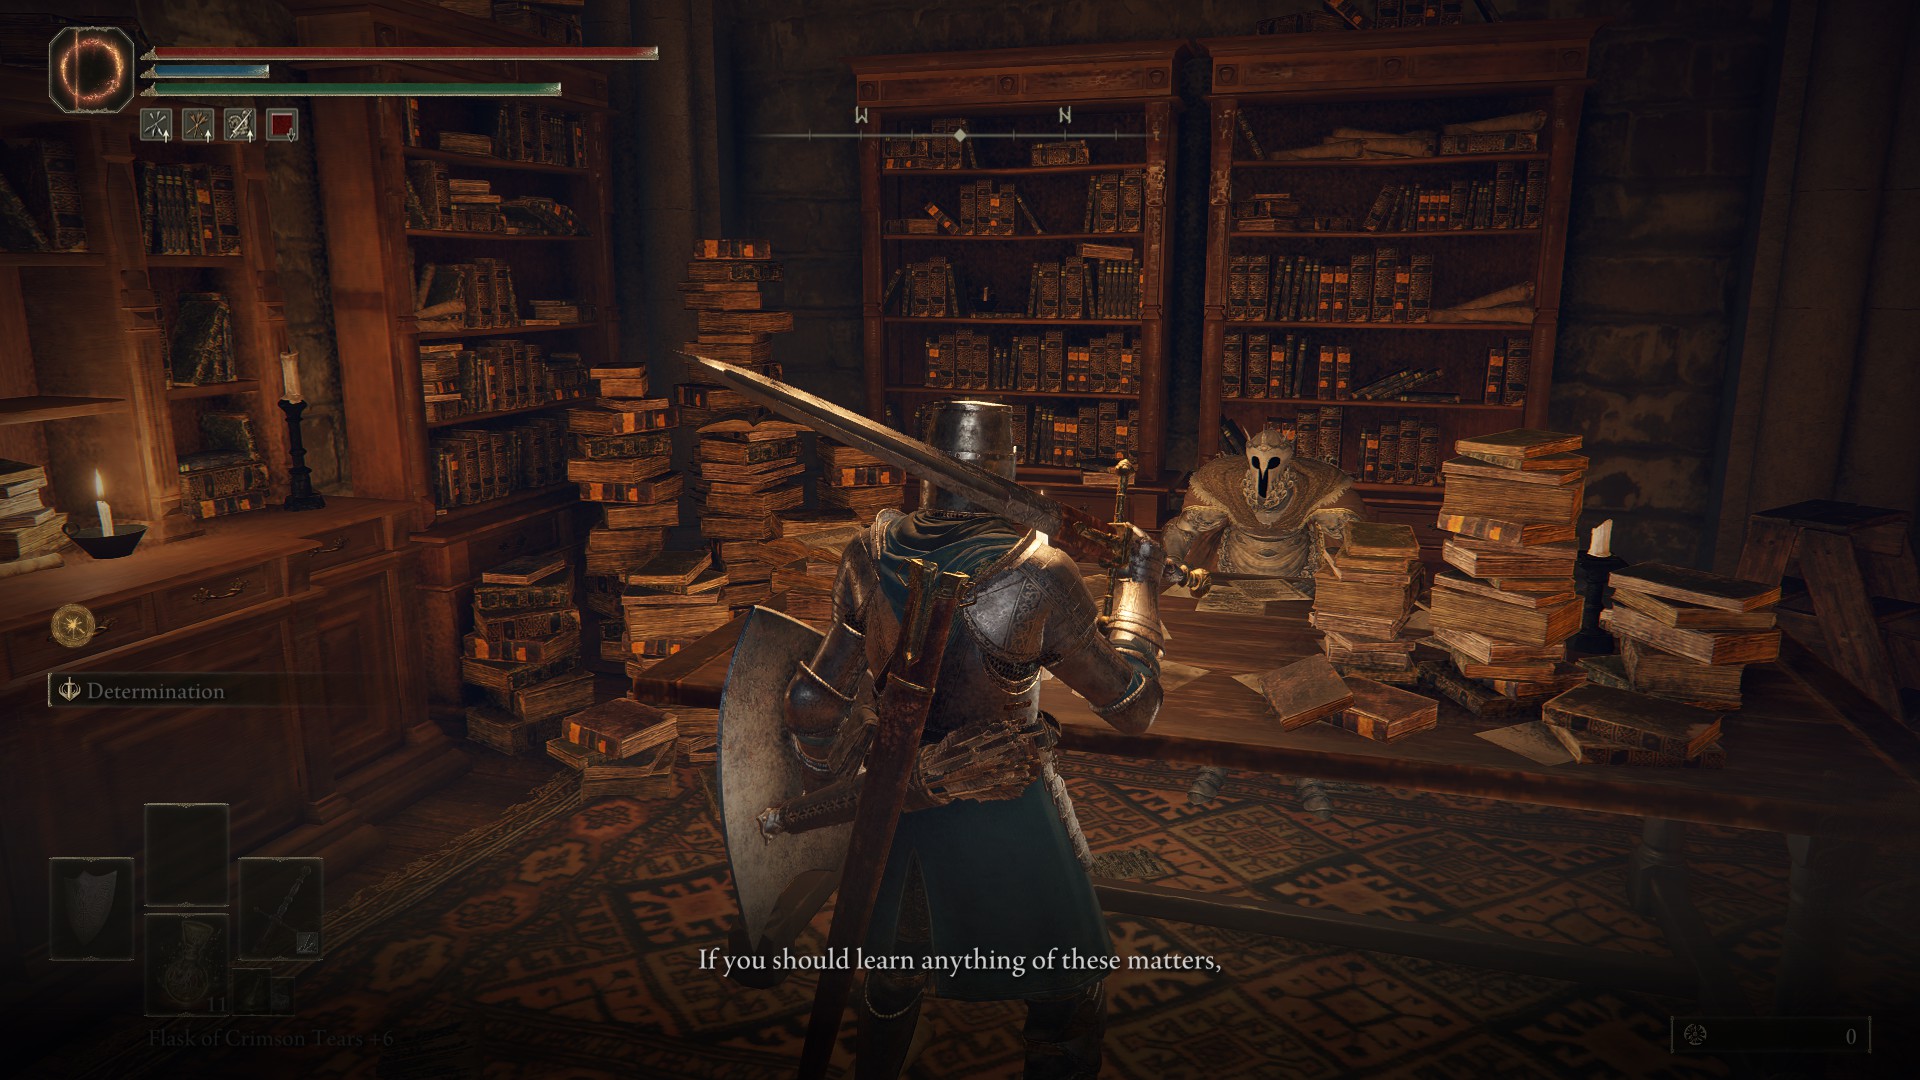 W N
Determination
If you should learn anything of these matters,
11
Flask of Crimson Tears +6
0